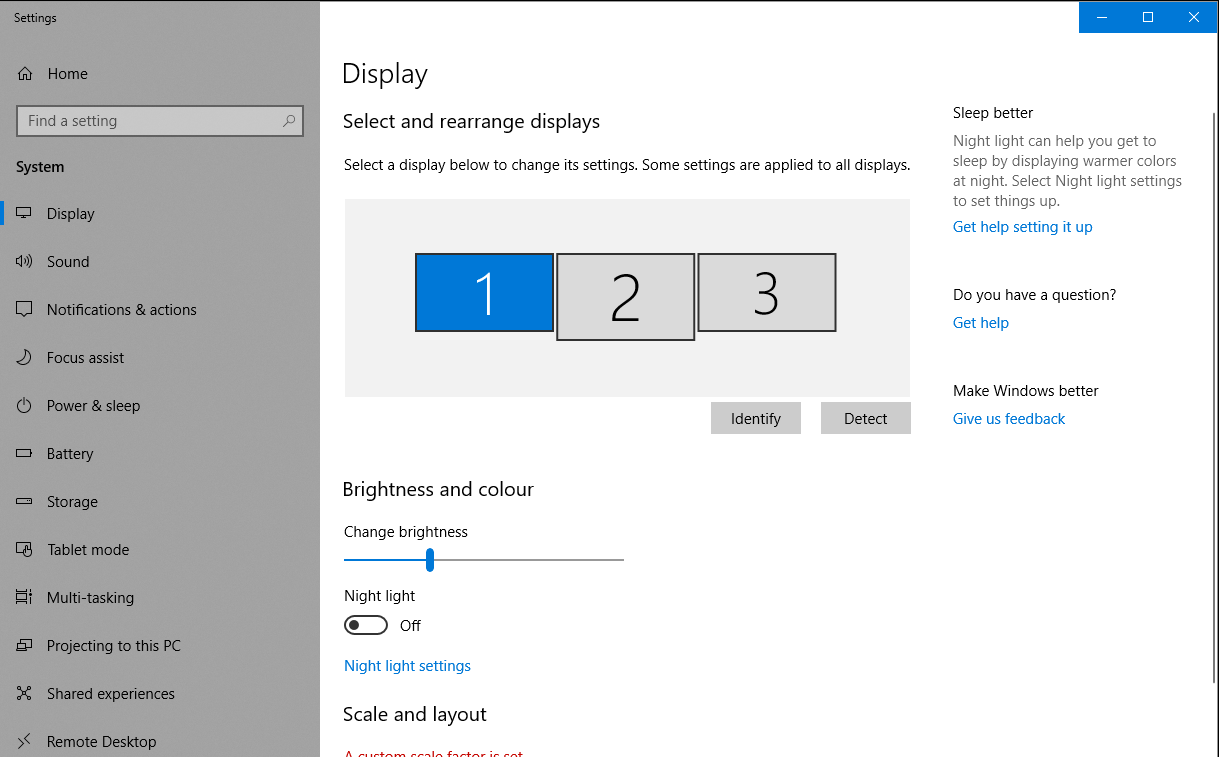 Settings
Home
Find a setting
System
Display
Sound
Notifications & actions
Focus assist
Power & sleep
Battery
Storage
Tablet mode
Multi-tasking
Projecting to this PC
Shared experiences
Remote Desktop
Display
Select and rearrange displays
Select a display below to change its settings. Some settings are applied to all displays.
1
2
3
Identify
Detect
Brightness and colour
Change brightness
Night light
Off
Night light settings
Scale and layout
A custom scale factor is set.
Sleep better
Night light can help you get to
sleep by displaying warmer colors
at night. Select Night light settings
to set things up.
Get help setting it up
Do you have a question?
Get help
Make Windows better
Give us feedback